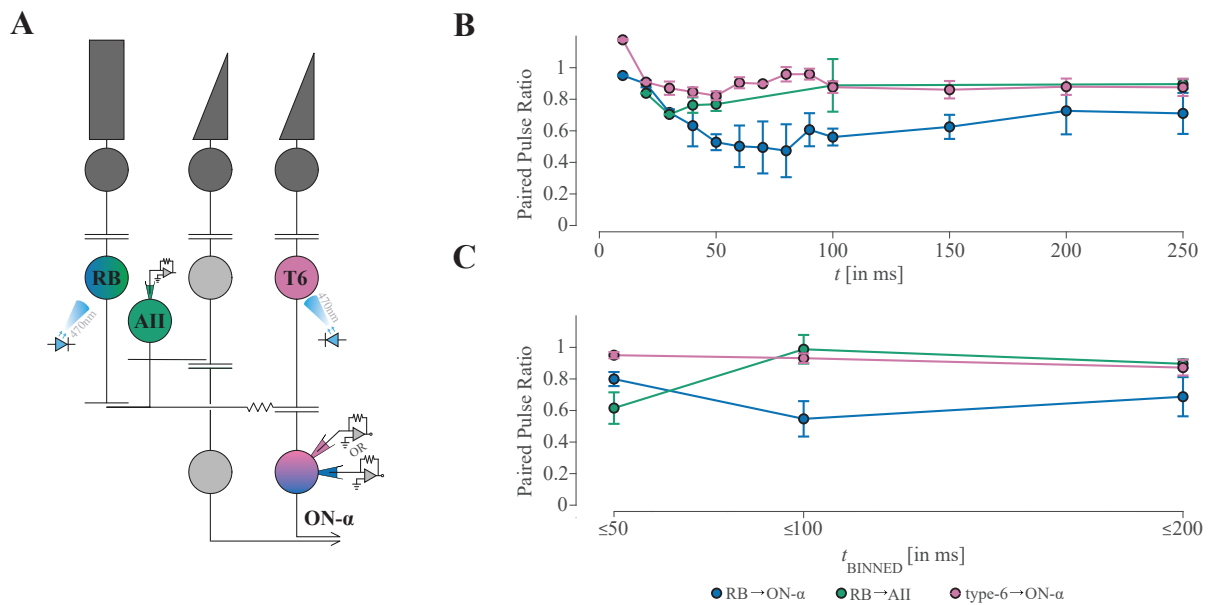 A
RB
T6
AII
470nm
470nm
OR
ON-α
B
Paired Pulse Ratio
1
0.8
0.6
0.4
0.2
0
0 50 100 150 200 250
t [in ms]
C
Paired Pulse Ratio
1
0.8
0.6
0.4
0.2
0
≤50 ≤100 ≤200
tBINNED [in ms]
RB→ON-α RB→AII type-6→ON-α